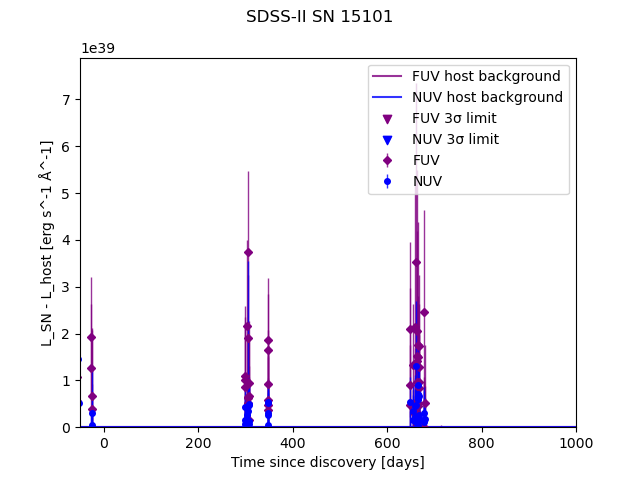 SDSS-II SN 15101
1e39
L_SN - L_host [erg s^-1 Å^-1]
7
6
5
4
3
2
1
0
FUV host background
NUV host background
FUV 3σ limit
NUV 3σ limit
FUV
NUV
0 200 400 600 800 1000
Time since discovery [days]